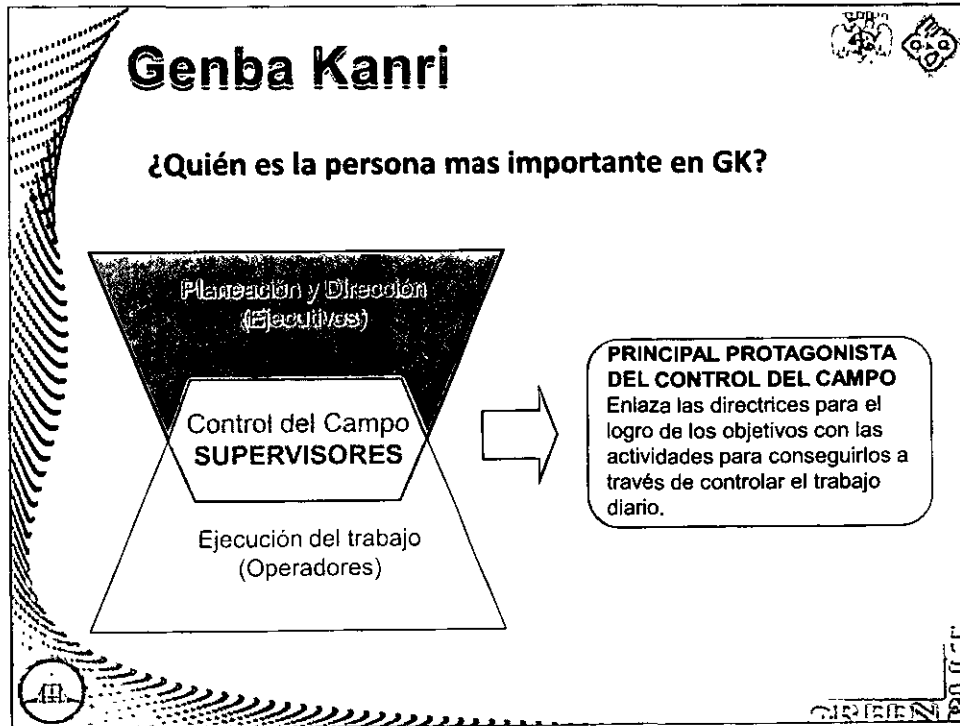 Genba Kanri
¿Quién es la persona mas importante en GK?
Planeación y Dirección
(Ejecutivos)
Control del Campo
SUPERVISORES
Ejecución del trabajo
(Operadores)
PRINCIPAL PROTAGONISTA
DEL CONTROL DEL CAMPO
Enlaza las directrices para el
logro de los objetivos con las
actividades para conseguirlos a
través de controlar el trabajo
diario.
GREEN